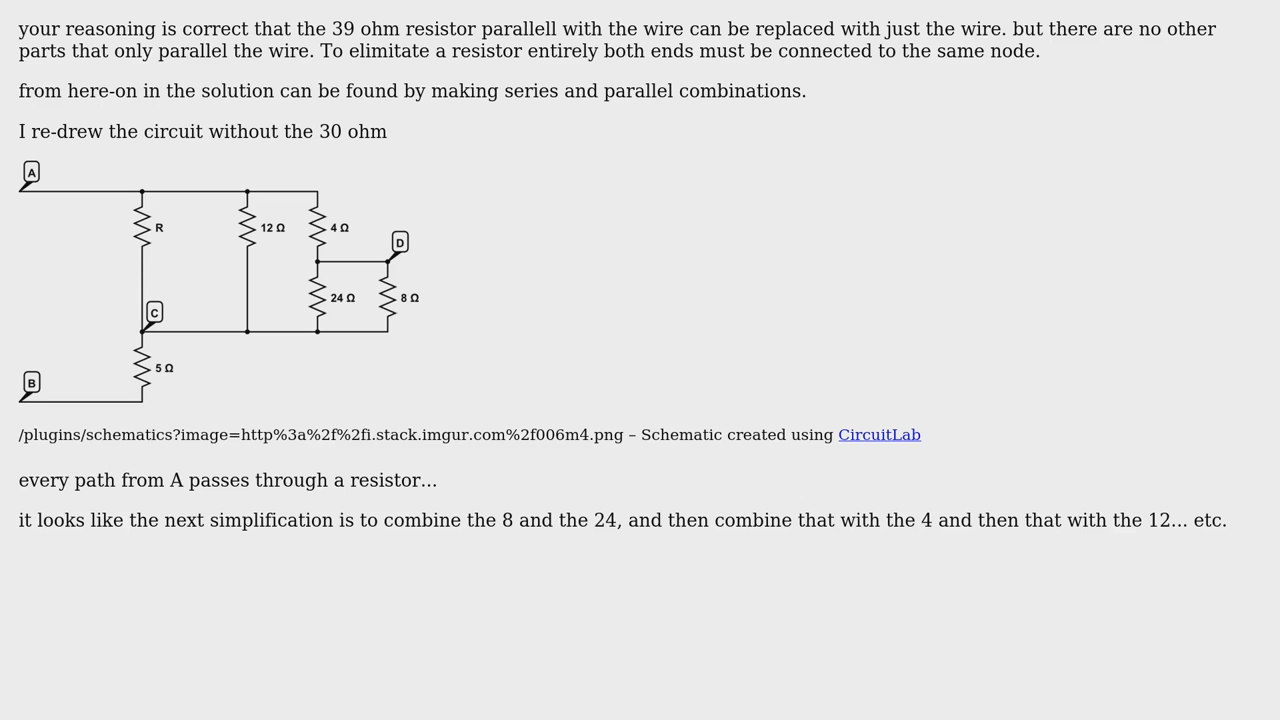 your reasoning is correct that the 39 ohm resistor parallell with the wire can be replaced with just the wire. but there are no other
parts that only parallel the wire. To elimitate a resistor entirely both ends must be connected to the same node.
from here-on in the solution can be found by making series and parallel combinations.
I re-drew the circuit without the 30 ohm
A
R
12 Ω
4 Ω
D
24 Ω
8 Ω
C
5 Ω
B
/plugins/schematics?image=http%3a%2f%2fi.stack.imgur.com%2f006m4.png – Schematic created using CircuitLab
every path from A passes through a resistor...
it looks like the next simplification is to combine the 8 and the 24, and then combine that with the 4 and then that with the 12... etc.